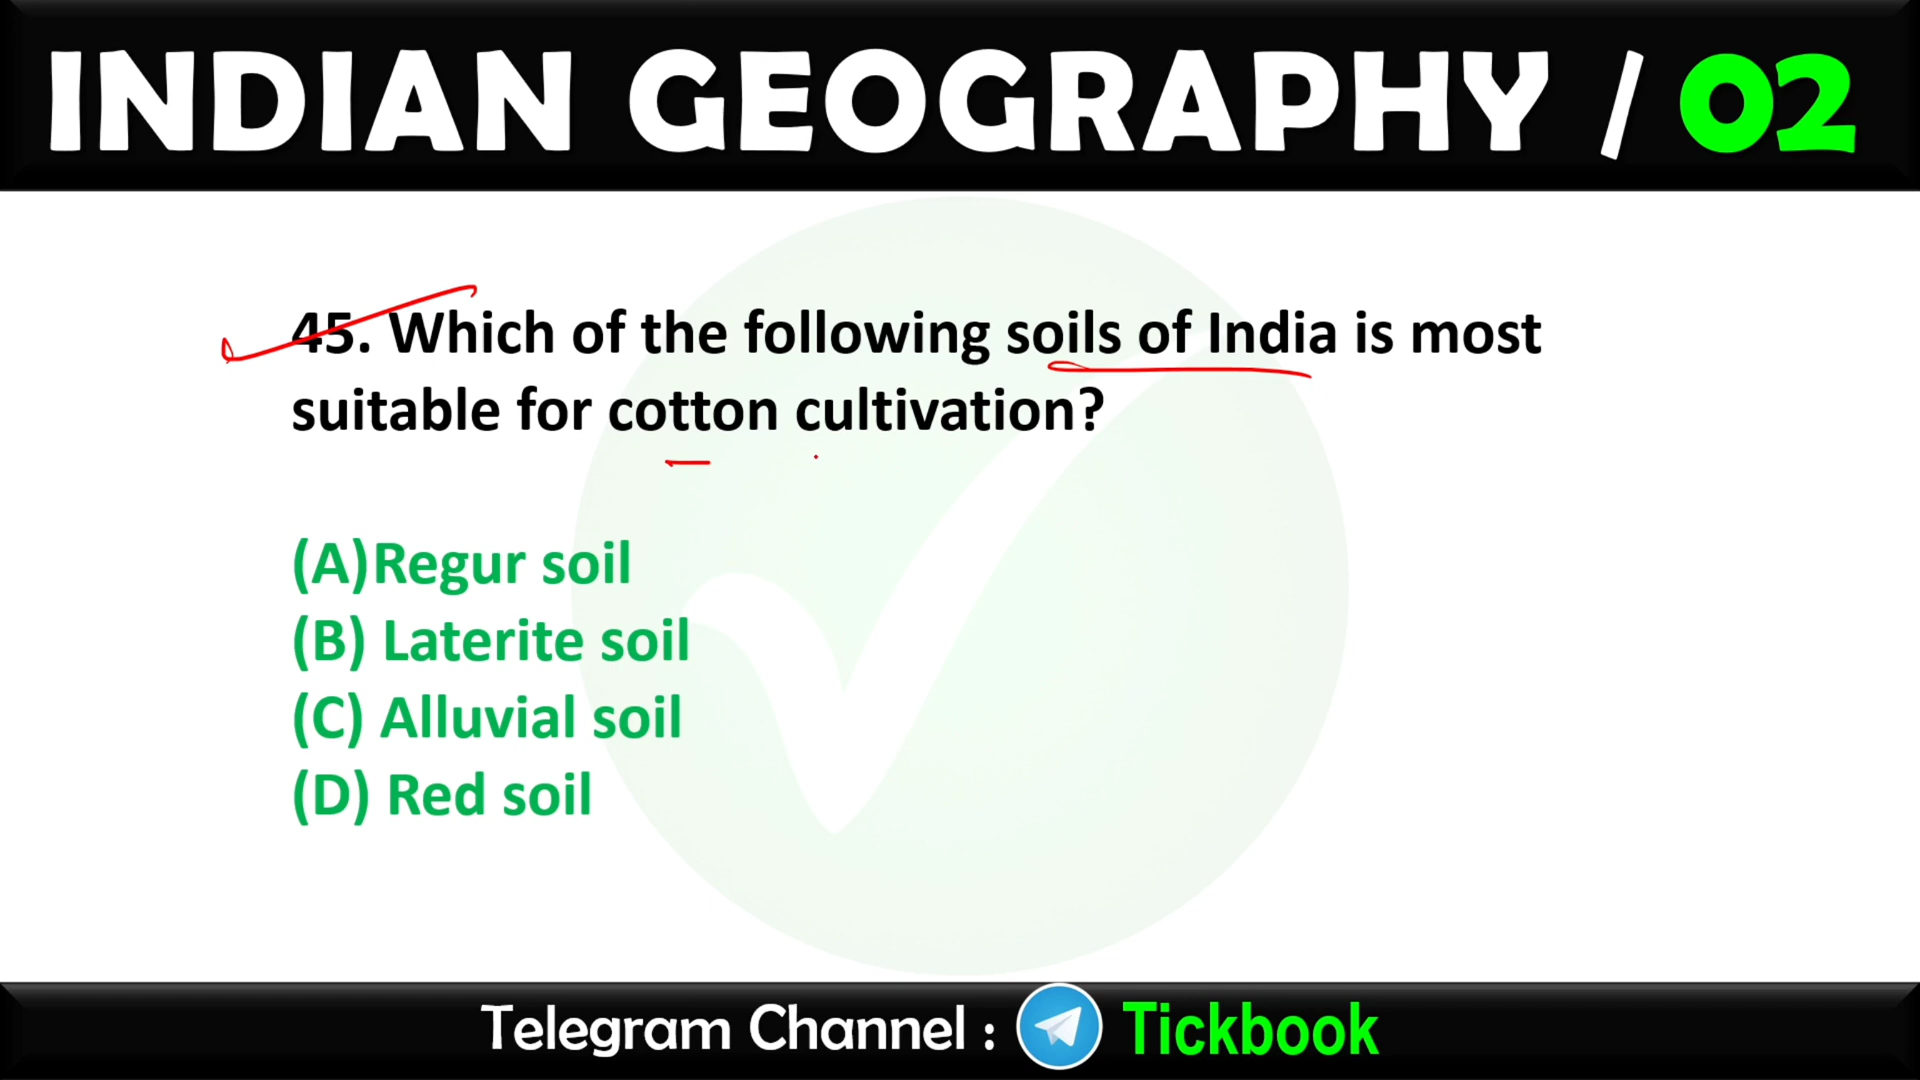 INDIAN GEOGRAPHY / 02
45. Which of the following soils of India is most
suitable for cotton cultivation?
(A)Regur soil
(B) Laterite soil
(C) Alluvial soil
(D) Red soil
Telegram Channel : Tickbook